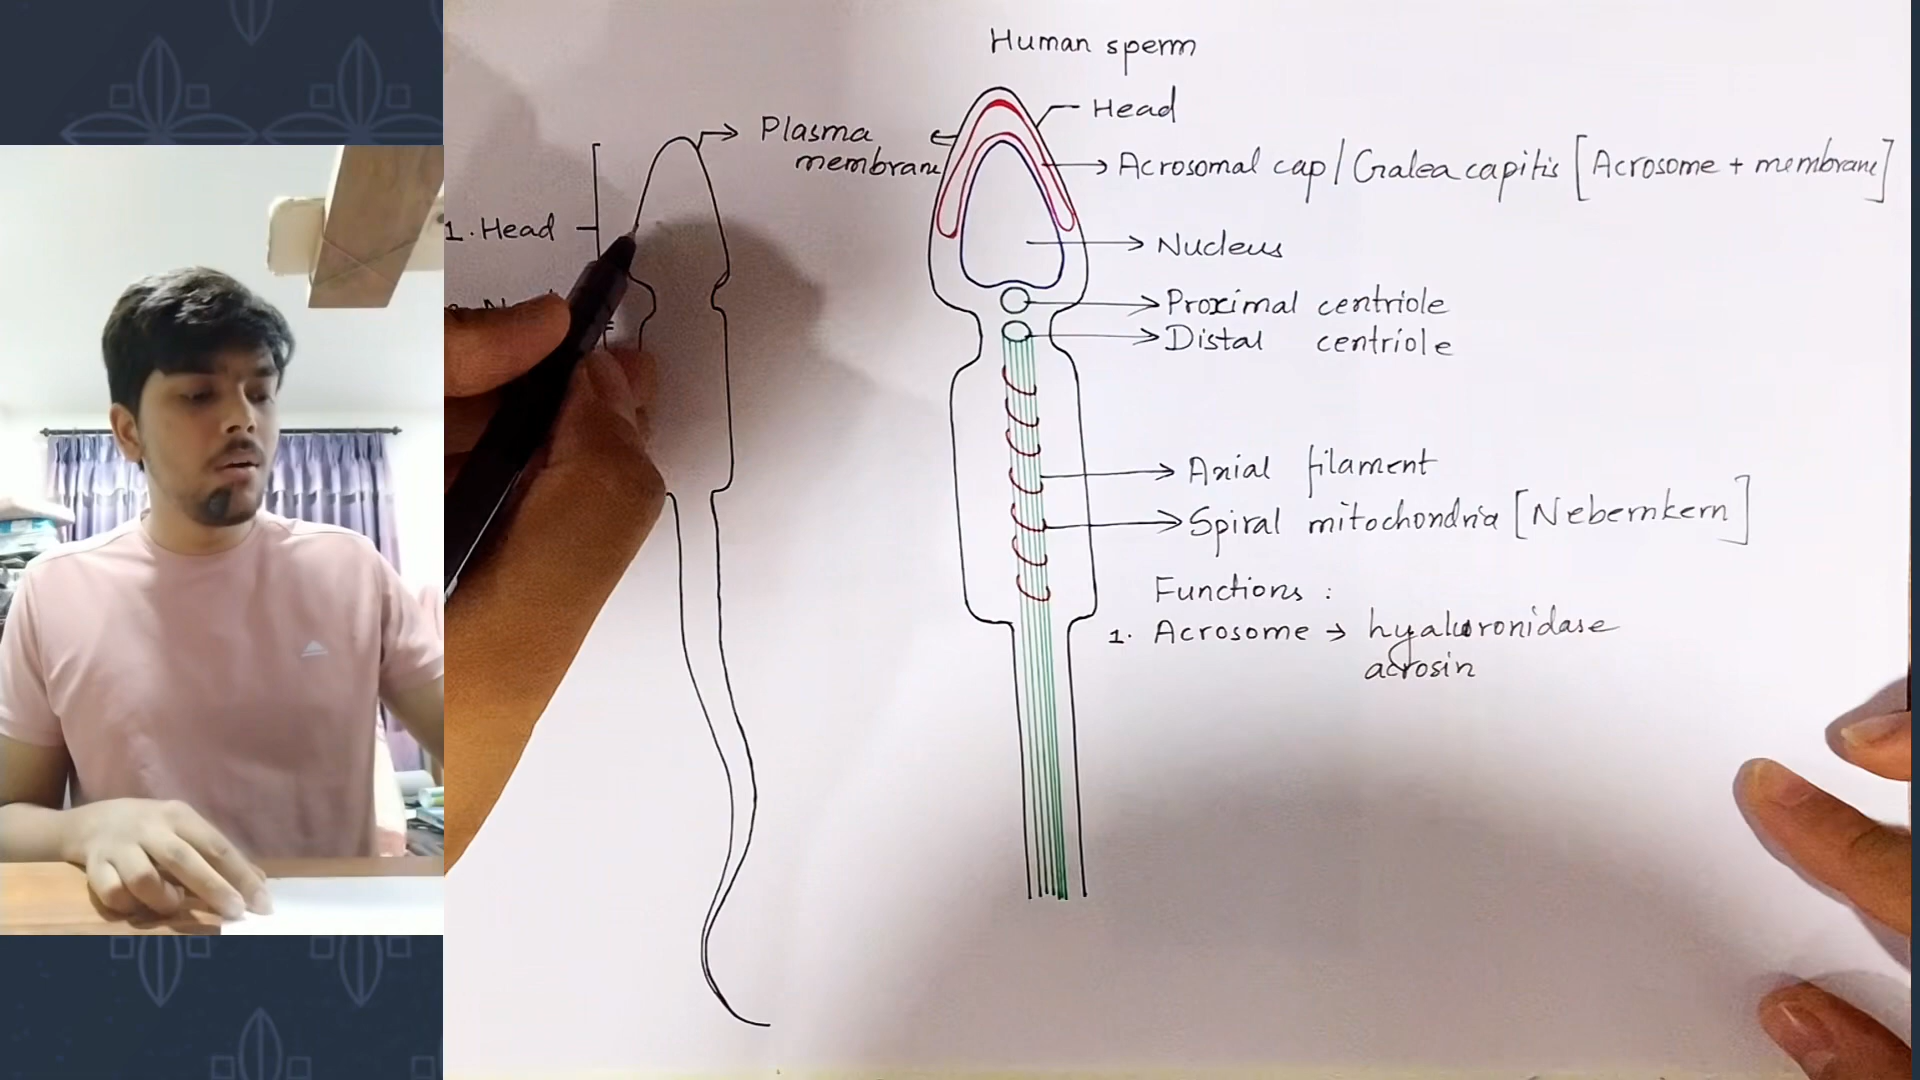 Human sperm
Head
Plasma
membrane
Acrosomal cap/Galea capitis [Acrosome + membrane]
1. Head
Nucleus
Proximal centriole
Distal centriole
Axial filament
Spiral mitochondria [Nebernkern]
Functions :
1. Acrosome → hyaluronidase
acrosin